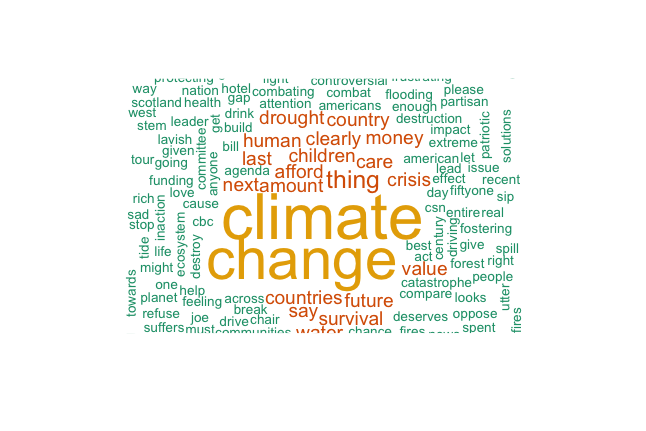 protecting light controversial frustrating
way nation hotel combating combat flooding please
scotland health gap attention americans enough partisan
west leader get drink drought country destruction patriotic solutions
stem build human clearly money impact
lavish committee bill last children care extreme
given anyone agenda afford thing american let
tour going next amount crisis lead issue
funding effect recent
rich love day fiftyone sip
cause climate csn
sad inaction cbc entire real
stop century driving fostering
tide ecosystem destroy change best give spill
life act forest right
might value people
towards one help catastrophe utter
planet feeling across countries future compare looks
refuse joe break say survival deserves oppose fires
suffers must drive chair spent
communities water chance fires news